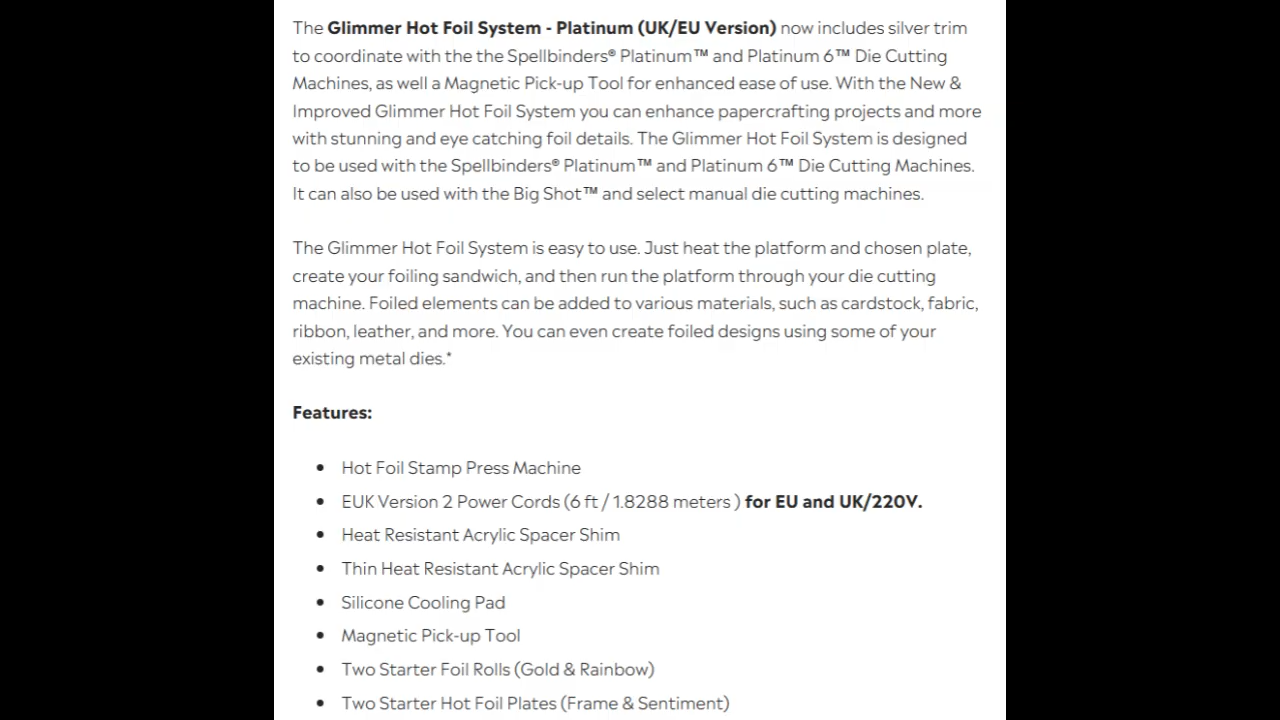 The Glimmer Hot Foil System - Platinum (UK/EU Version) now includes silver trim
to coordinate with the the Spellbinders® Platinum™ and Platinum 6™ Die Cutting
Machines, as well a Magnetic Pick-up Tool for enhanced ease of use. With the New &
Improved Glimmer Hot Foil System you can enhance papercrafting projects and more
with stunning and eye catching foil details. The Glimmer Hot Foil System is designed
to be used with the Spellbinders® Platinum™ and Platinum 6™ Die Cutting Machines.
It can also be used with the Big Shot™ and select manual die cutting machines.
The Glimmer Hot Foil System is easy to use. Just heat the platform and chosen plate,
create your foiling sandwich, and then run the platform through your die cutting
machine. Foiled elements can be added to various materials, such as cardstock, fabric,
ribbon, leather, and more. You can even create foiled designs using some of your
existing metal dies.*
Features:
• Hot Foil Stamp Press Machine
• EUK Version 2 Power Cords (6 ft / 1.8288 meters ) for EU and UK/220V.
• Heat Resistant Acrylic Spacer Shim
• Thin Heat Resistant Acrylic Spacer Shim
• Silicone Cooling Pad
• Magnetic Pick-up Tool
• Two Starter Foil Rolls (Gold & Rainbow)
• Two Starter Hot Foil Plates (Frame & Sentiment)